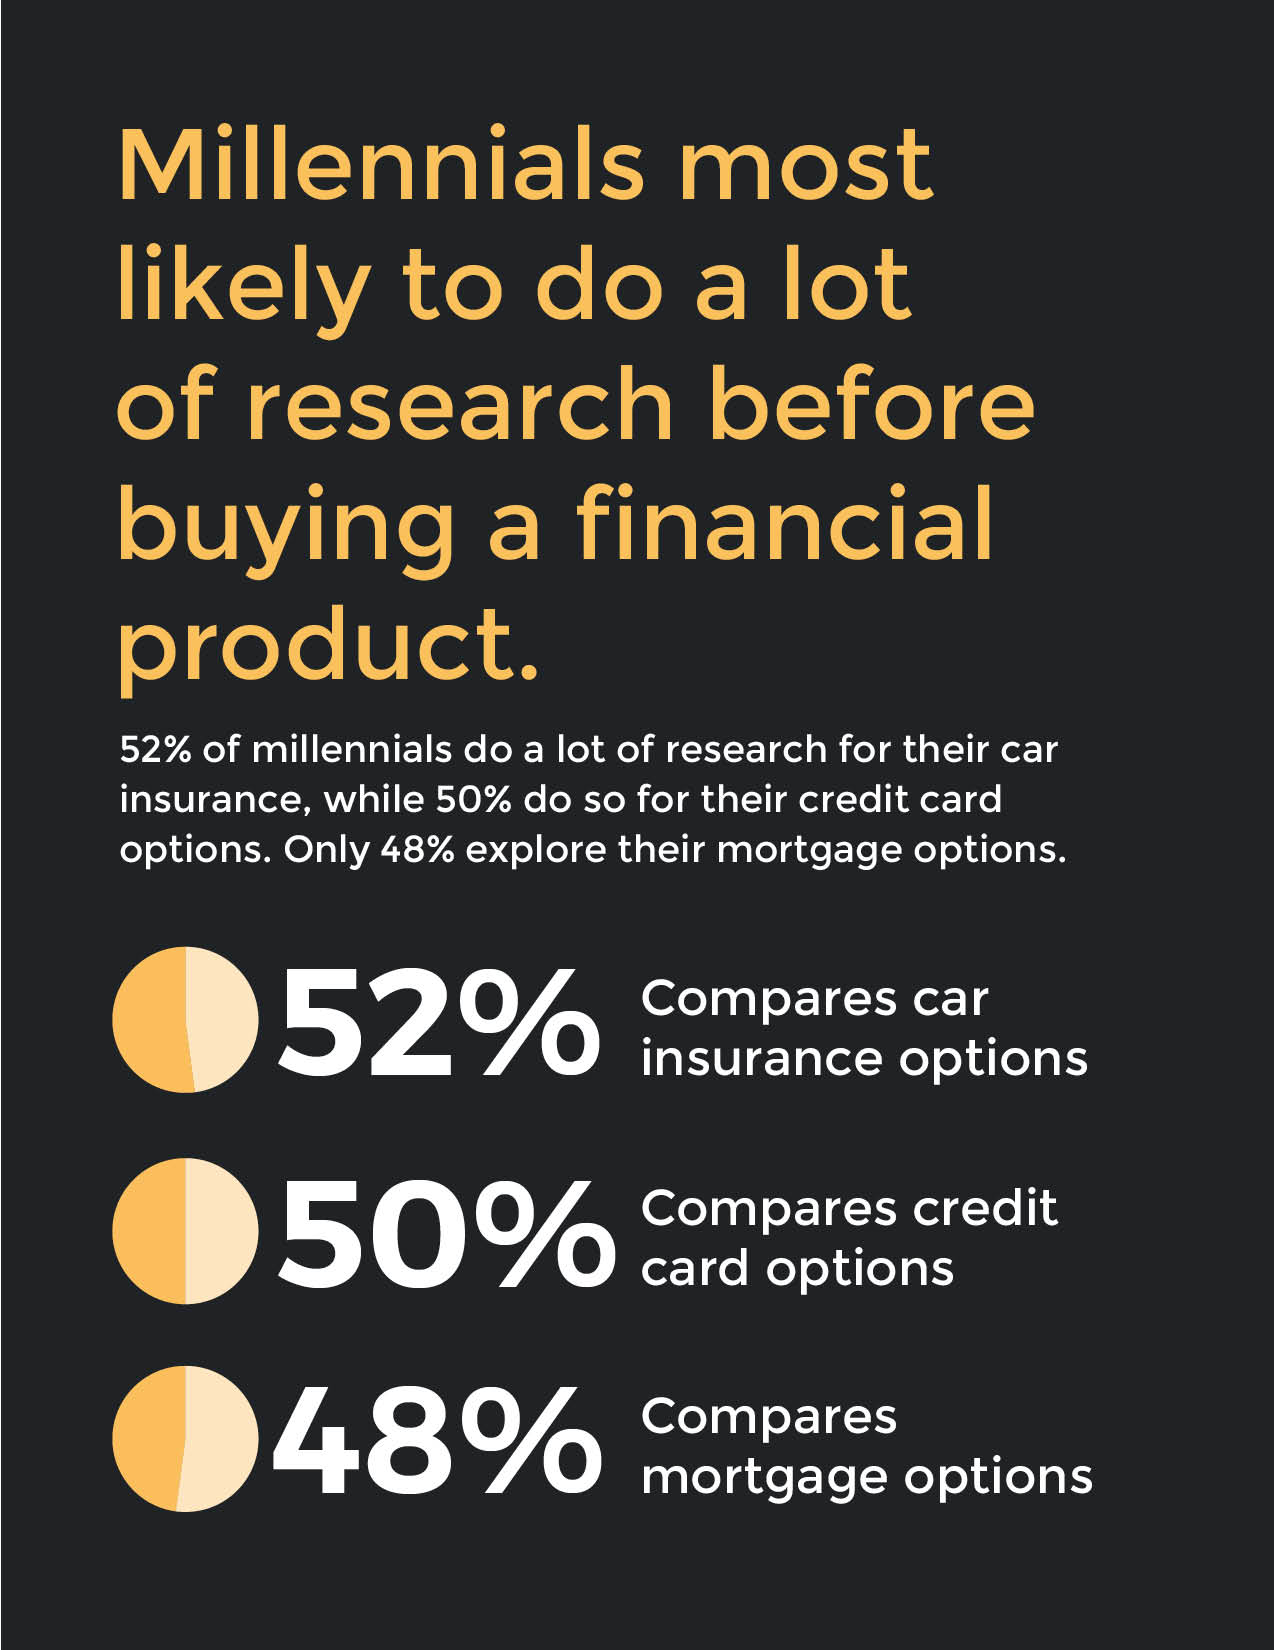 Millennials most
likely to do a lot
of research before
buying a financial
product.
52% of millennials do a lot of research for their car
insurance, while 50% do so for their credit card
options. Only 48% explore their mortgage options.
52%
Compares car
insurance options
50%
Compares credit
card options
48%
Compares
mortgage options